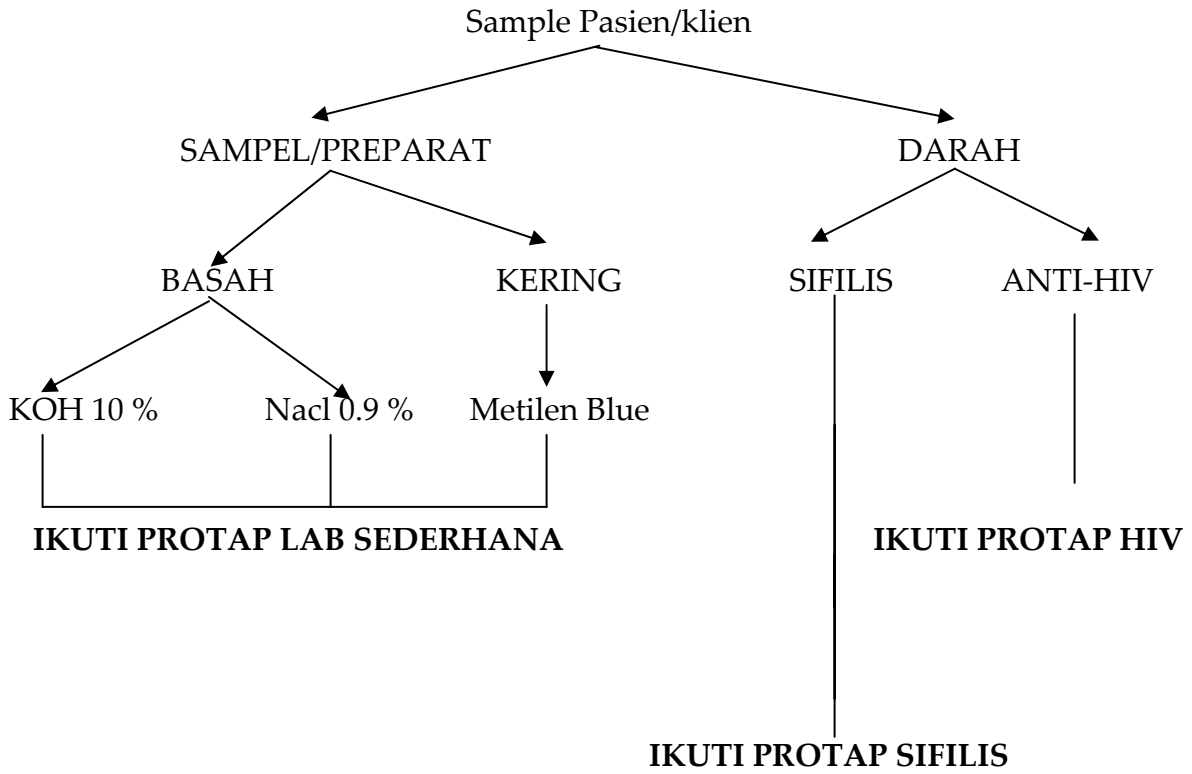 Sample Pasien/klien
SAMPEL/PREPARAT
DARAH
BASAH
KERING
SIFILIS
ANTI-HIV
KOH 10 %
Nacl 0.9 %
Metilen Blue
IKUTI PROTAP LAB SEDERHANA
IKUTI PROTAP HIV
IKUTI PROTAP SIFILIS